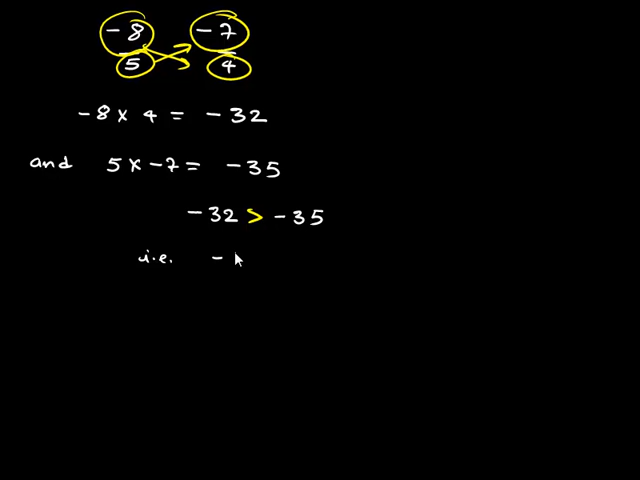 -8 -7
5 4
-8 × 4 = -32
and 5 × -7 = -35
-32 > -35
i.e. -